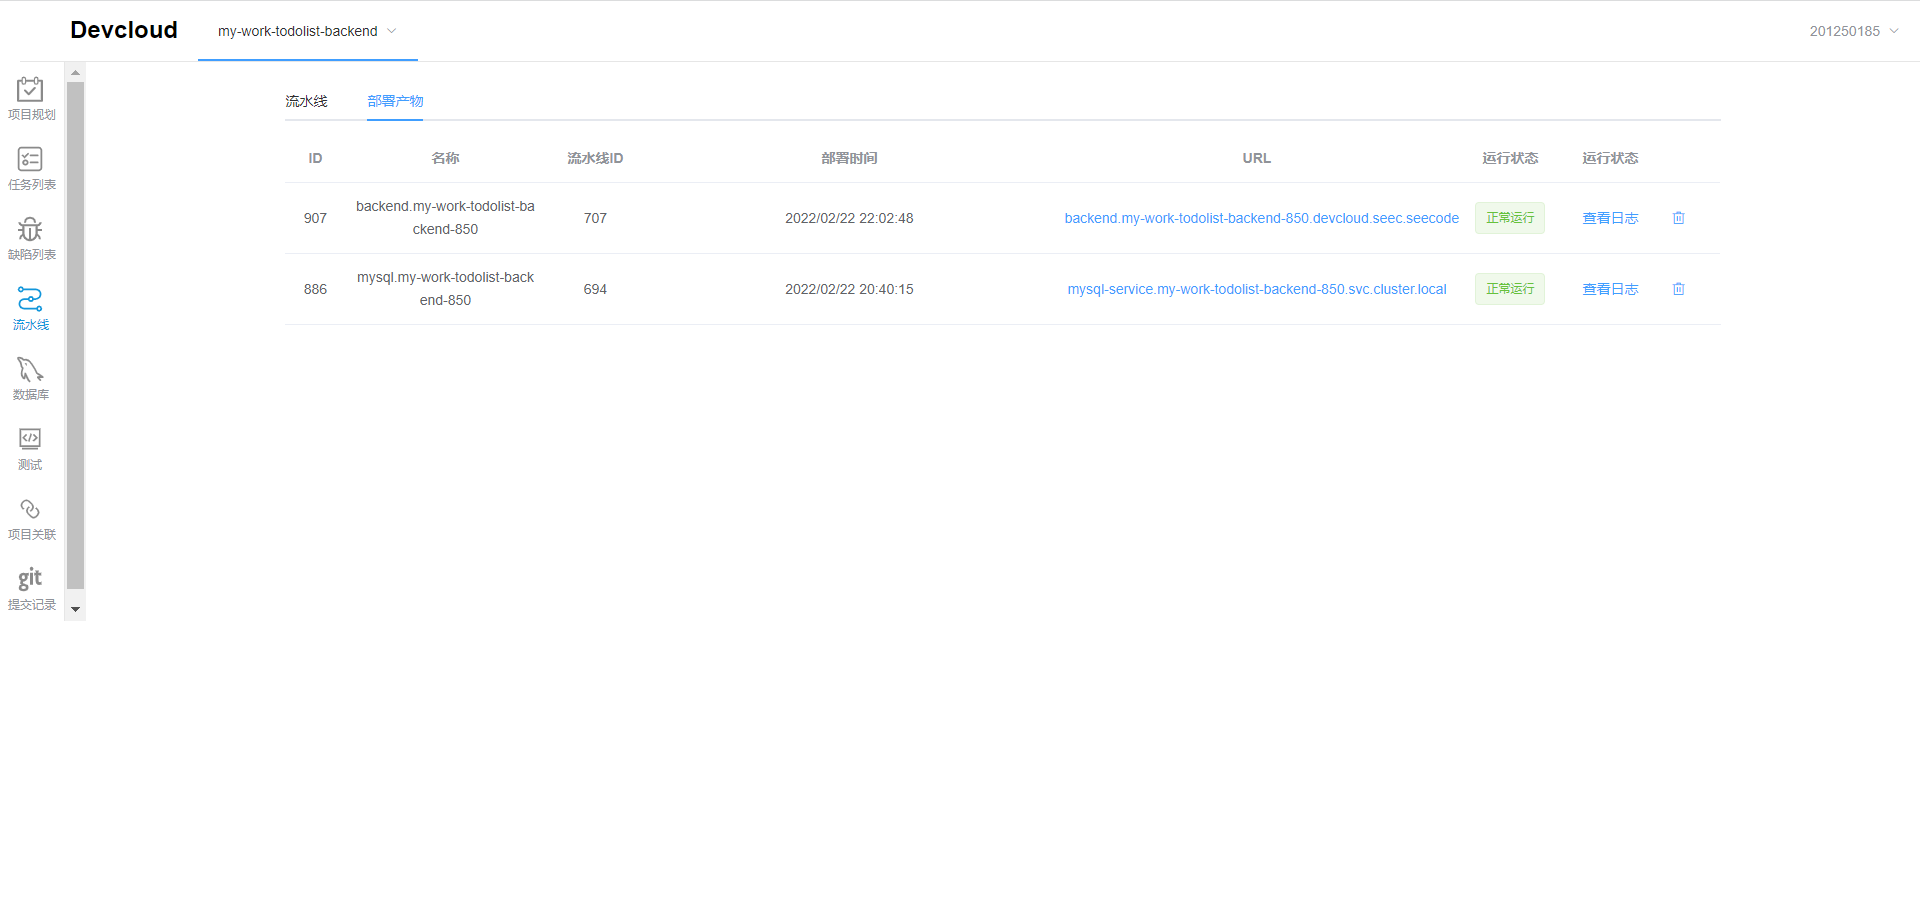 Devcloud
my-work-todolist-backend
201250185
项目规划
任务列表
缺陷列表
流水线
数据库
测试
项目关联
git
提交记录
流水线
部署产物
ID
名称
流水线ID
部署时间
URL
运行状态
运行状态
907
backend.my-work-todolist-ba
ckend-850
707
2022/02/22 22:02:48
backend.my-work-todolist-backend-850.devcloud.seec.seecode
正常运行
查看日志
886
mysql.my-work-todolist-back
end-850
694
2022/02/22 20:40:15
mysql-service.my-work-todolist-backend-850.svc.cluster.local
正常运行
查看日志